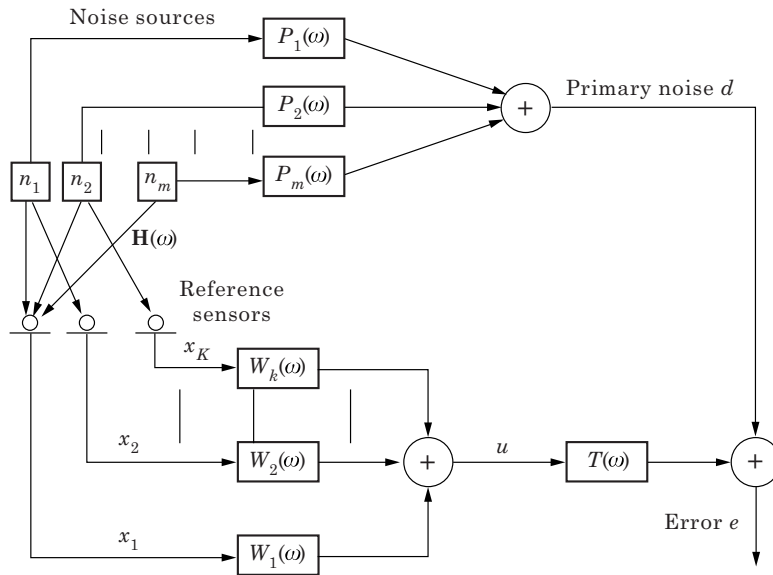 Noise sources
P1(ω)
P2(ω)
Pm(ω)
+
Primary noise d
n1
n2
nm
H(ω)
Reference
sensors
xK
Wk(ω)
x2
W2(ω)
+
u
T(ω)
+
x1
W1(ω)
Error e